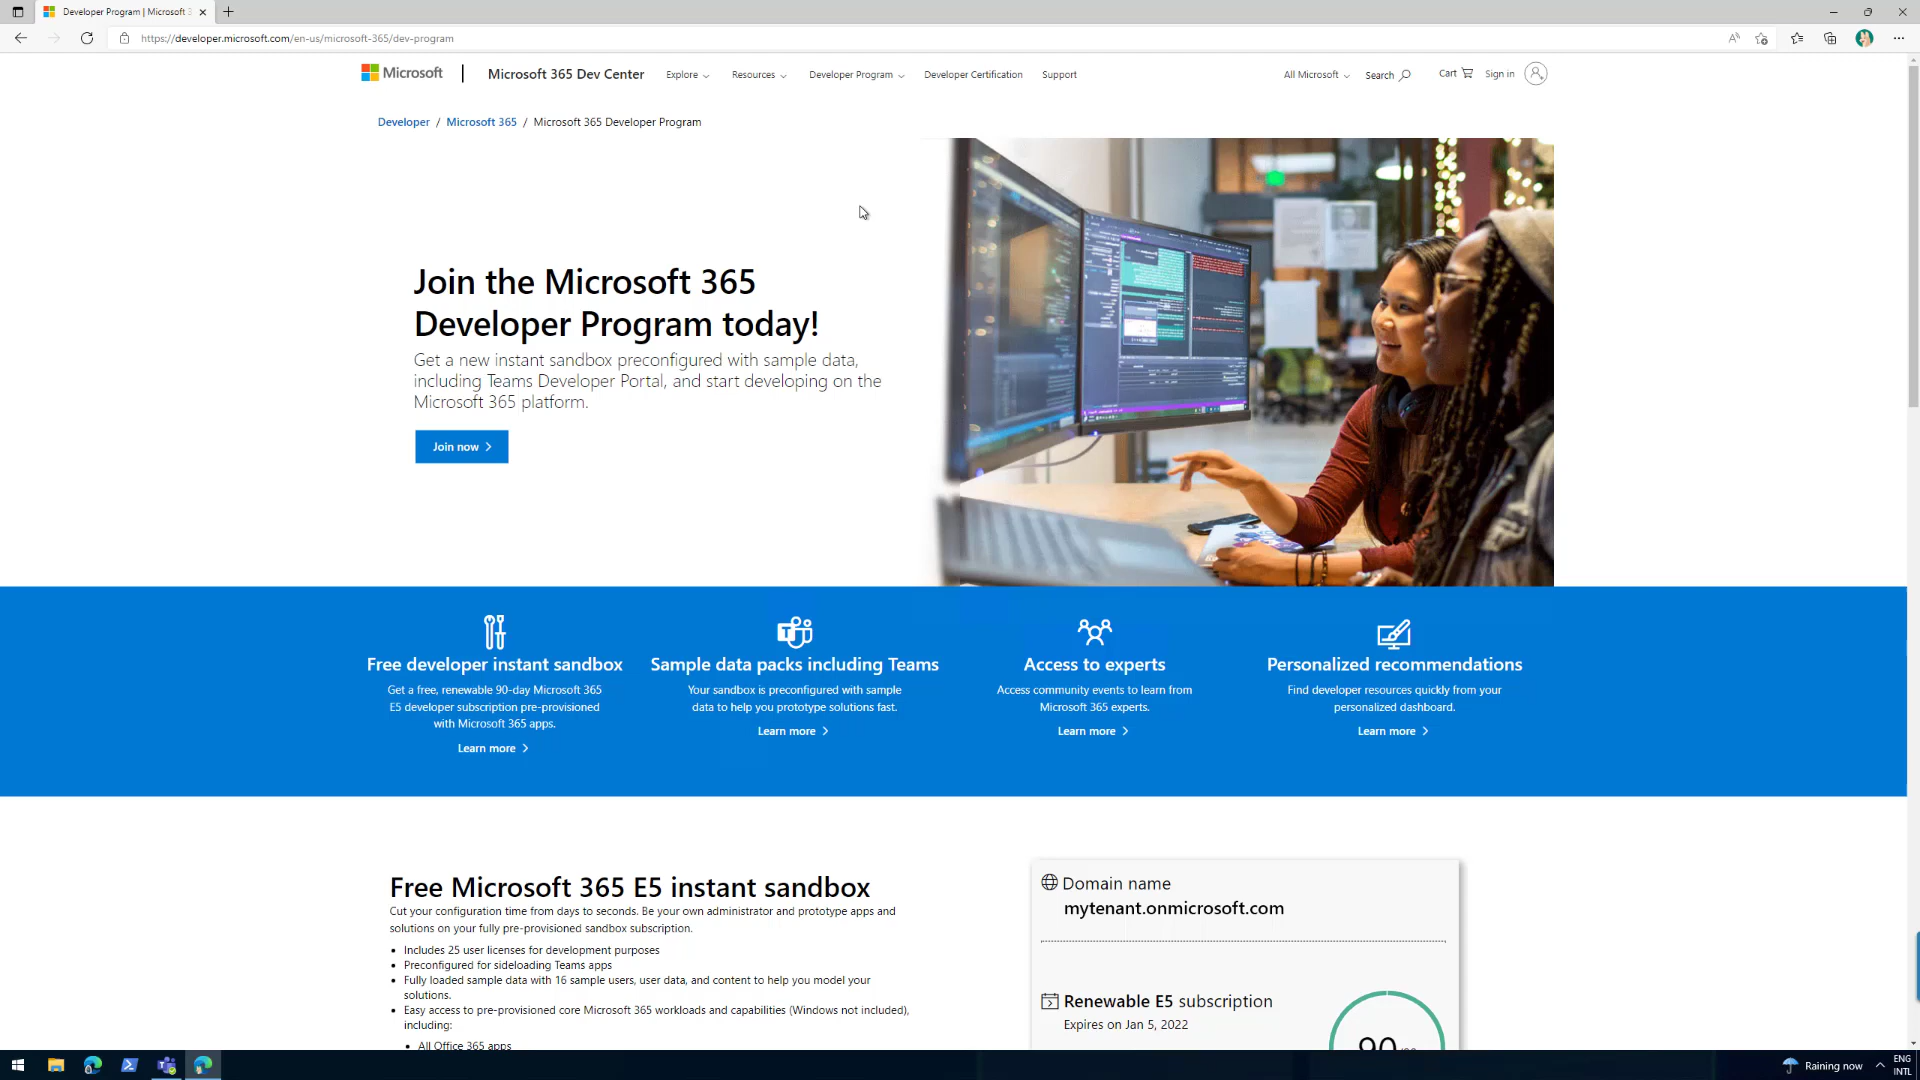 Developer Program | Microsoft 3
https://developer.microsoft.com/en-us/microsoft-365/dev-program
Microsoft
Microsoft 365 Dev Center
Explore
Resources
Developer Program
Developer Certification
Support
All Microsoft
Search
Cart
Sign in
Developer / Microsoft 365 / Microsoft 365 Developer Program
Join the Microsoft 365
Developer Program today!
Get a new instant sandbox preconfigured with sample data,
including Teams Developer Portal, and start developing on the
Microsoft 365 platform.
Join now
Free developer instant sandbox
Get a free, renewable 90-day Microsoft 365
E5 developer subscription pre-provisioned
with Microsoft 365 apps.
Learn more
Sample data packs including Teams
Your sandbox is preconfigured with sample
data to help you prototype solutions fast.
Learn more
Access to experts
Access community events to learn from
Microsoft 365 experts.
Learn more
Personalized recommendations
Find developer resources quickly from your
personalized dashboard.
Learn more
Free Microsoft 365 E5 instant sandbox
Cut your configuration time from days to seconds. Be your own administrator and prototype apps and
solutions on your fully pre-provisioned sandbox subscription.
• Includes 25 user licenses for development purposes
• Preconfigured for sideloading Teams apps
• Fully loaded sample data with 16 sample users, user data, and content to help you model your
solutions.
• Easy access to pre-provisioned core Microsoft 365 workloads and capabilities (Windows not included),
including:
• All Office 365 apps
Domain name
mytenant.onmicrosoft.com
Renewable E5 subscription
Expires on Jan 5, 2022
90
Raining now
ENG
INTL